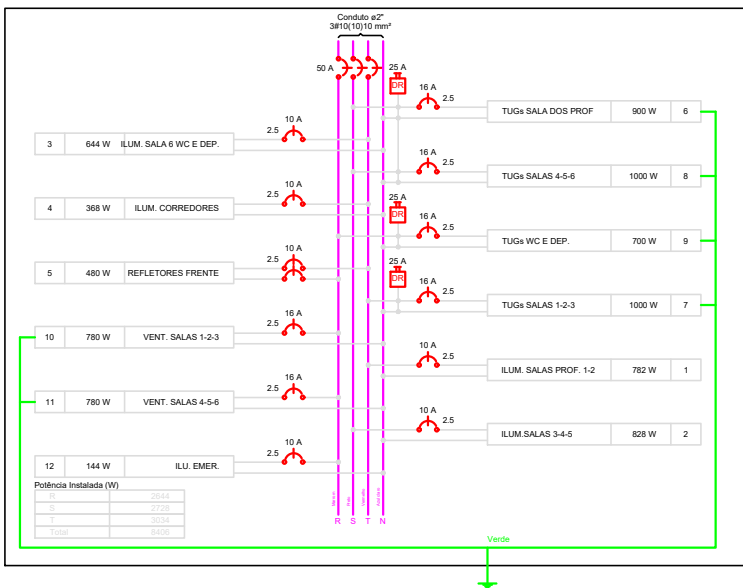 Conduto ø2"
3#10(10)10 mm²
50 A
25 A
DR
16 A
2.5
TUGs SALA DOS PROF 900 W 6
10 A
2.5
3 644 W ILUM. SALA 6 WC E DEP.
16 A
2.5
TUGs SALAS 4-5-6 1000 W 8
10 A
2.5
4 368 W ILUM. CORREDORES
25 A
DR
16 A
2.5
TUGs WC E DEP. 700 W 9
10 A
2.5
5 480 W REFLETORES FRENTE
25 A
DR
16 A
2.5
TUGs SALAS 1-2-3 1000 W 7
16 A
2.5
10 780 W VENT. SALAS 1-2-3
10 A
2.5
ILUM. SALAS PROF. 1-2 782 W 1
16 A
2.5
11 780 W VENT. SALAS 4-5-6
10 A
2.5
ILUM.SALAS 3-4-5 828 W 2
10 A
2.5
12 144 W ILU. EMER.
Potência Instalada (W)
R 2644
S 2728
T 3034
Total 8406
R S T N
Verde